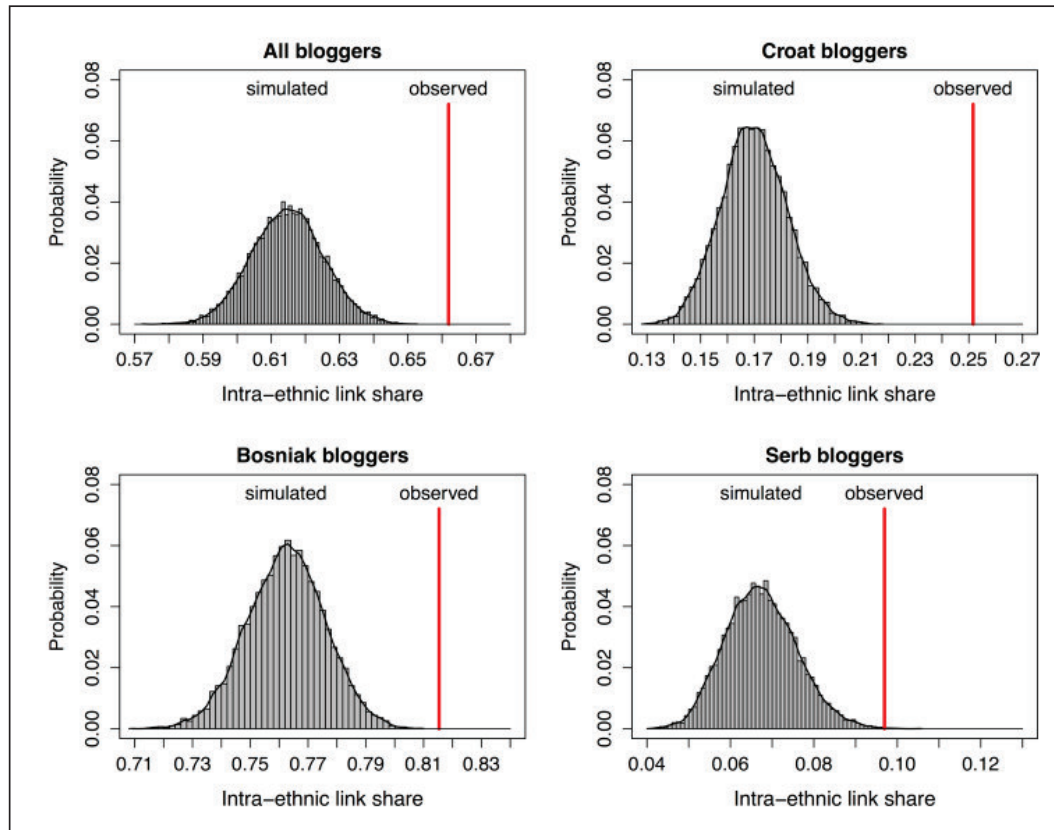 All bloggers
simulated observed
Probability
0.00 0.02 0.04 0.06 0.08
0.57 0.59 0.61 0.63 0.65 0.67
Intra−ethnic link share
Croat bloggers
simulated observed
Probability
0.00 0.02 0.04 0.06 0.08
0.13 0.15 0.17 0.19 0.21 0.23 0.25 0.27
Intra−ethnic link share
Bosniak bloggers
simulated observed
Probability
0.00 0.02 0.04 0.06 0.08
0.71 0.73 0.75 0.77 0.79 0.81 0.83
Intra−ethnic link share
Serb bloggers
simulated observed
Probability
0.00 0.02 0.04 0.06 0.08
0.04 0.06 0.08 0.10 0.12
Intra−ethnic link share